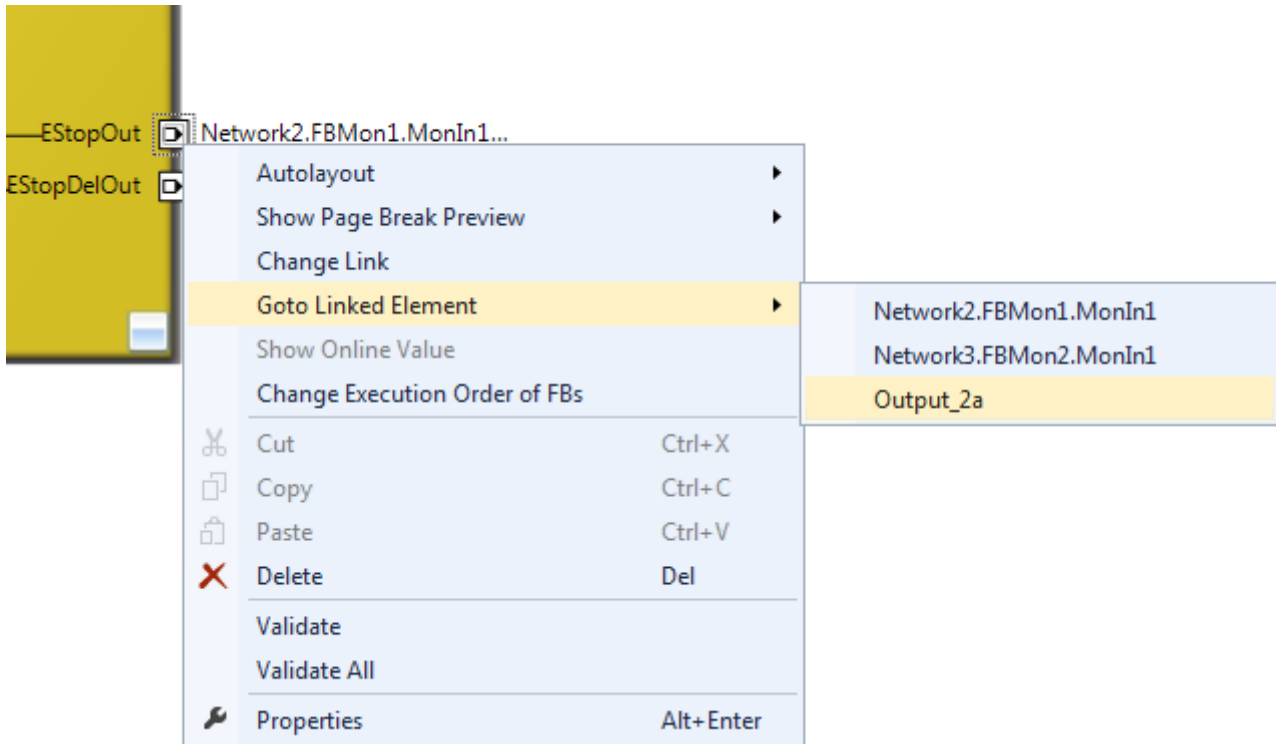 EStopOut Network2.FBMon1.MonIn1...
EStopDelOut
Autolayout
Show Page Break Preview
Change Link
Goto Linked Element
Show Online Value
Change Execution Order of FBs
Cut Ctrl+X
Copy Ctrl+C
Paste Ctrl+V
Delete Del
Validate
Validate All
Properties Alt+Enter
Network2.FBMon1.MonIn1
Network3.FBMon2.MonIn1
Output_2a